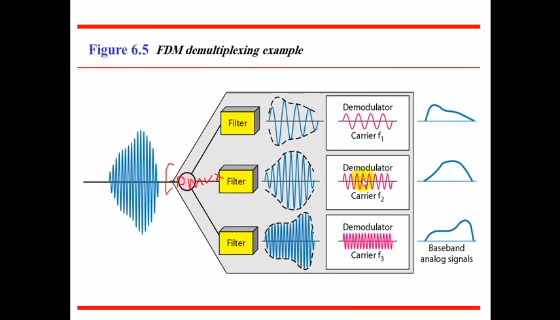 Figure 6.5 FDM demultiplexing example
Filter
Demodulator
Carrier f1
Filter
Demodulator
Carrier f2
Filter
Demodulator
Carrier f3
Baseband
analog signals